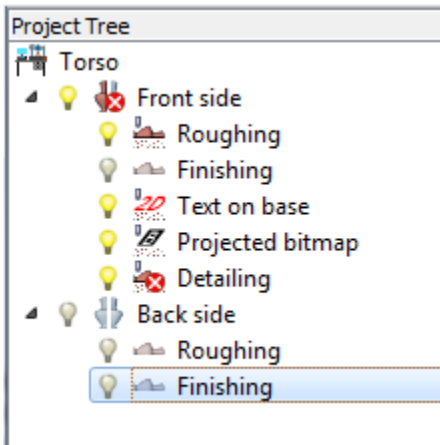 Project Tree
Torso
Front side
Roughing
Finishing
2D Text on base
Projected bitmap
Detailing
Back side
Roughing
Finishing